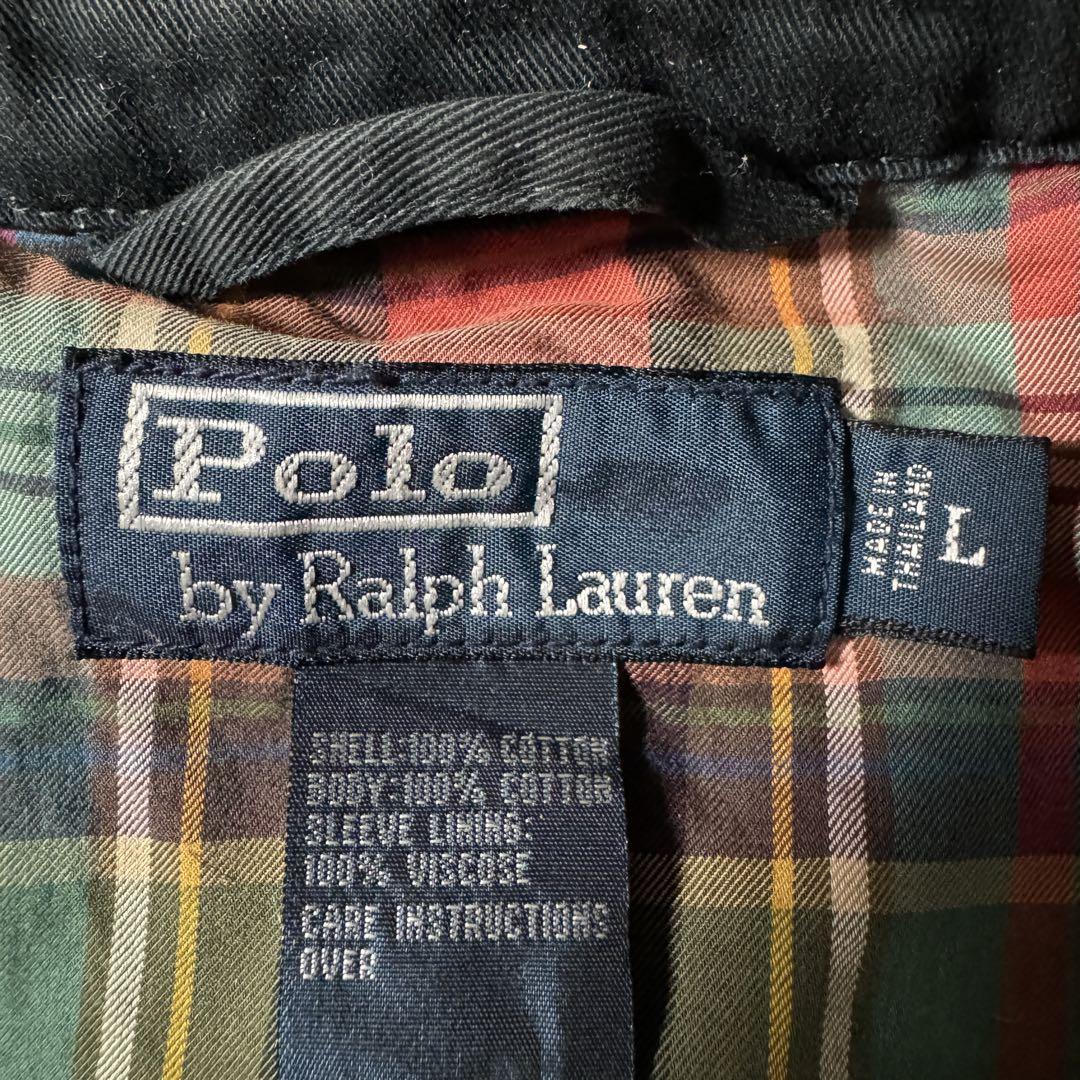 Polo
by Ralph Lauren
MADE IN
THAILAND
L
SHELL:100% COTTON
BODY:100% COTTON
SLEEVE LINING:
100% VISCOSE
CARE INSTRUCTIONS
OVER